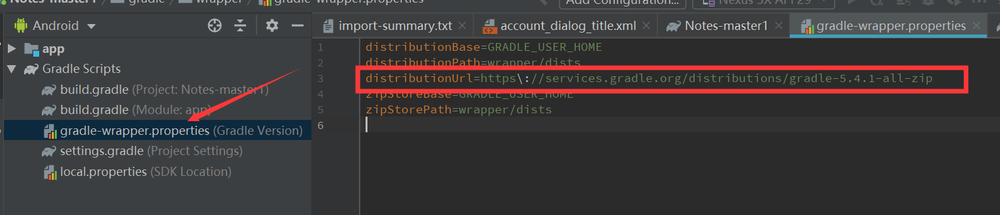 Notes-master1 gradle wrapper gradle-wrapper.properties
Add Configuration...
Nexus 5X API 29
Android
import-summary.txt
account_dialog_title.xml
Notes-master1
gradle-wrapper.properties
app
Gradle Scripts
build.gradle (Project: Notes-master1)
build.gradle (Module: app)
gradle-wrapper.properties (Gradle Version)
settings.gradle (Project Settings)
local.properties (SDK Location)
1 distributionBase=GRADLE_USER_HOME
2 distributionPath=wrapper/dists
3 distributionUrl=https\://services.gradle.org/distributions/gradle-5.4.1-all-zip
4 zipStoreBase=GRADLE_USER_HOME
5 zipStorePath=wrapper/dists
6